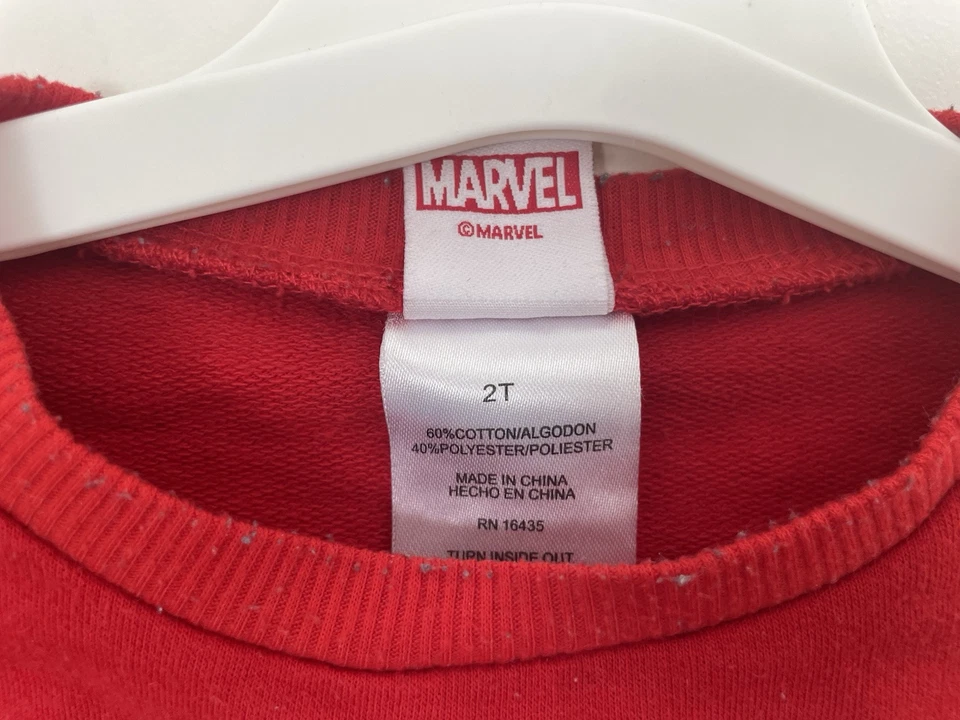 MARVEL
©MARVEL
2T
60%COTTON/ALGODON
40%POLYESTER/POLIESTER
MADE IN CHINA
HECHO EN CHINA
RN 16435
TURN INSIDE OUT